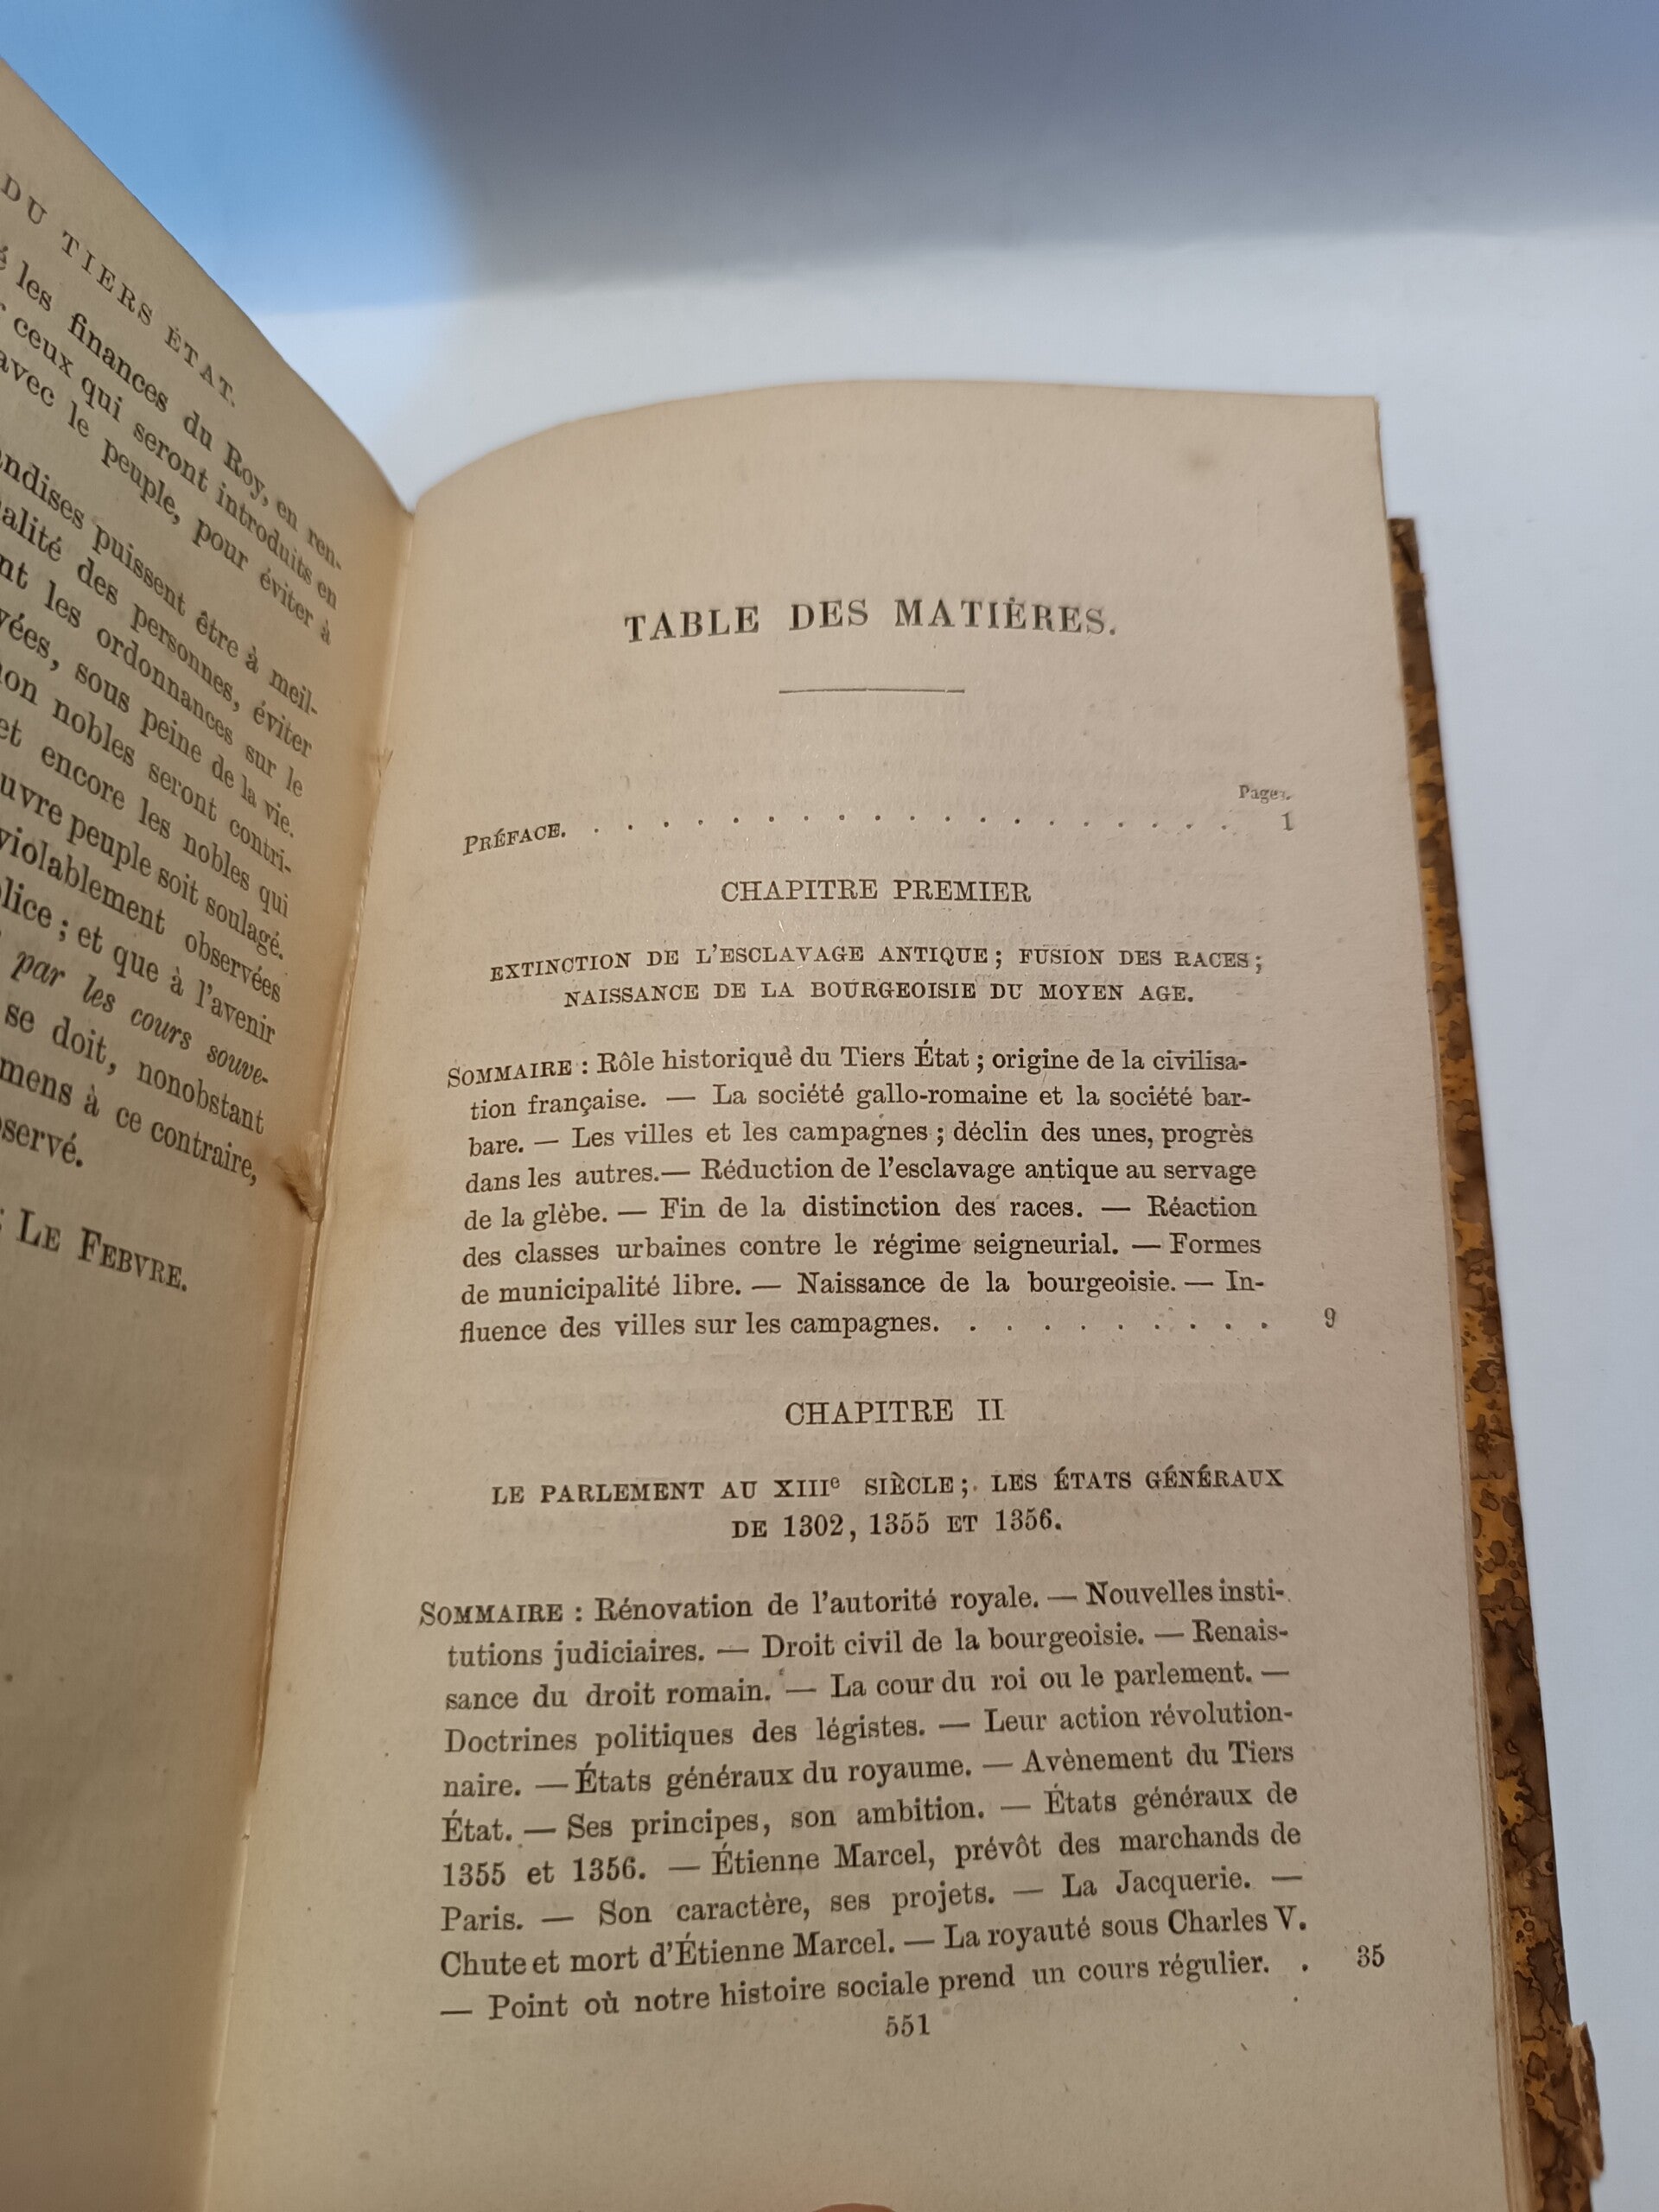 DU TIERS ÉTAT.
les finances du Roy, en ren-
ceux qui seront introduits en
avec le peuple, pour éviter à
puissent être à meil-
des personnes, éviter
les ordonnances sur le
sous peine de la vie.
nobles seront contri-
et encore les nobles qui
peuple soit soulagé.
observées
; et que à l'avenir
par les cours souve-
se doit, nonobstant
à ce contraire,
LE FEBVRE.
TABLE DES MATIÈRES.
Pages.
PRÉFACE. . . . . . . . . . . . . . . . . . . . 1
CHAPITRE PREMIER
EXTINCTION DE L'ESCLAVAGE ANTIQUE ; FUSION DES RACES ;
NAISSANCE DE LA BOURGEOISIE DU MOYEN AGE.
SOMMAIRE : Rôle historique du Tiers État ; origine de la civilisa-
tion française. — La société gallo-romaine et la société bar-
bare. — Les villes et les campagnes ; déclin des unes, progrès
dans les autres. — Réduction de l'esclavage antique au servage
de la glèbe. — Fin de la distinction des races. — Réaction
des classes urbaines contre le régime seigneurial. — Formes
de municipalité libre. — Naissance de la bourgeoisie. — In-
fluence des villes sur les campagnes. . . . . . . . . . 9
CHAPITRE II
LE PARLEMENT AU XIIIe SIÈCLE ; LES ÉTATS GÉNÉRAUX
DE 1302, 1355 ET 1356.
SOMMAIRE : Rénovation de l'autorité royale. — Nouvelles insti-
tutions judiciaires. — Droit civil de la bourgeoisie. — Renais-
sance du droit romain. — La cour du roi ou le parlement. —
Doctrines politiques des légistes. — Leur action révolution-
naire. — États généraux du royaume. — Avènement du Tiers
État. — Ses principes, son ambition. — États généraux de
1355 et 1356. — Étienne Marcel, prévôt des marchands de
Paris. — Son caractère, ses projets. — La Jacquerie. —
Chute et mort d'Étienne Marcel. — La royauté sous Charles V.
— Point où notre histoire sociale prend un cours régulier. . 35
551